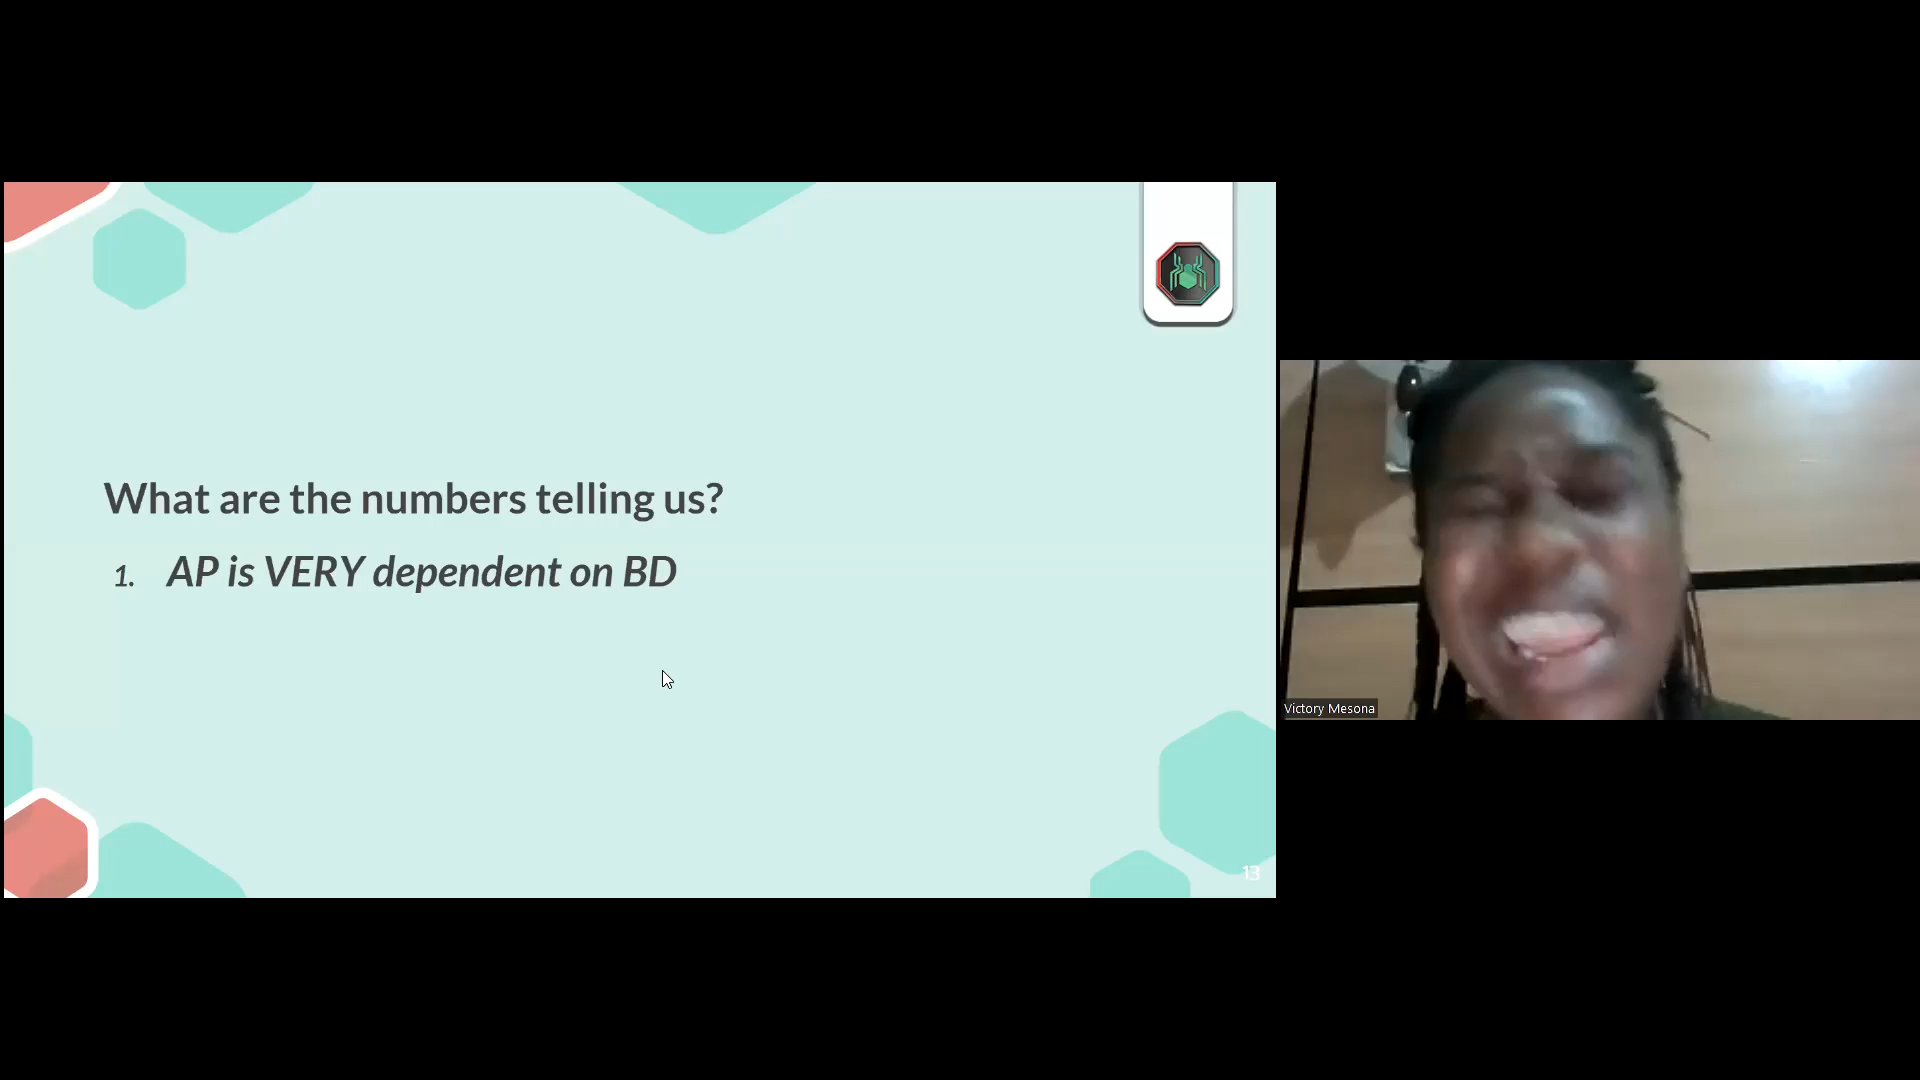 What are the numbers telling us?
1. AP is VERY dependent on BD
13
Victory Mesona